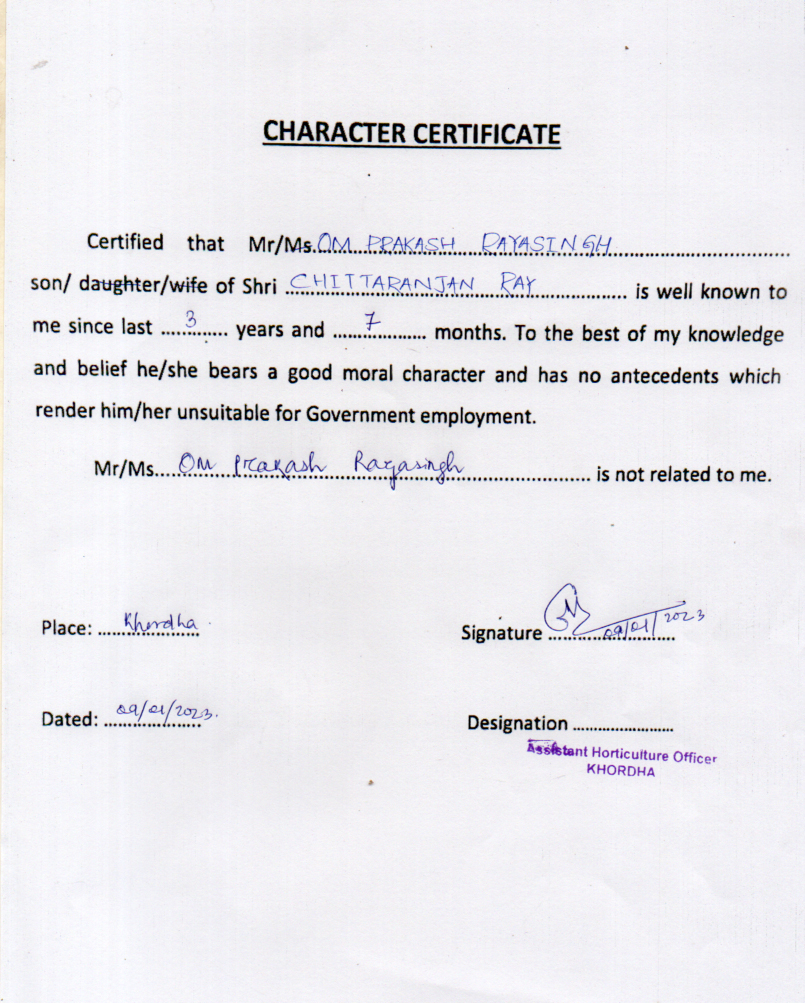 CHARACTER CERTIFICATE
Certified that Mr/Ms. OM PRAKASH RAYASINGH
son/ daughter/wife of Shri CHITTARANJAN RAY is well known to
me since last 3 years and 7 months. To the best of my knowledge
and belief he/she bears a good moral character and has no antecedents which
render him/her unsuitable for Government employment.
Mr/Ms. OM Prakash Rayasingh is not related to me.
Place: Khordha
Signature 09/01/2023
Dated: 09/01/2023.
Designation
Assistant Horticulture Officer
KHORDHA